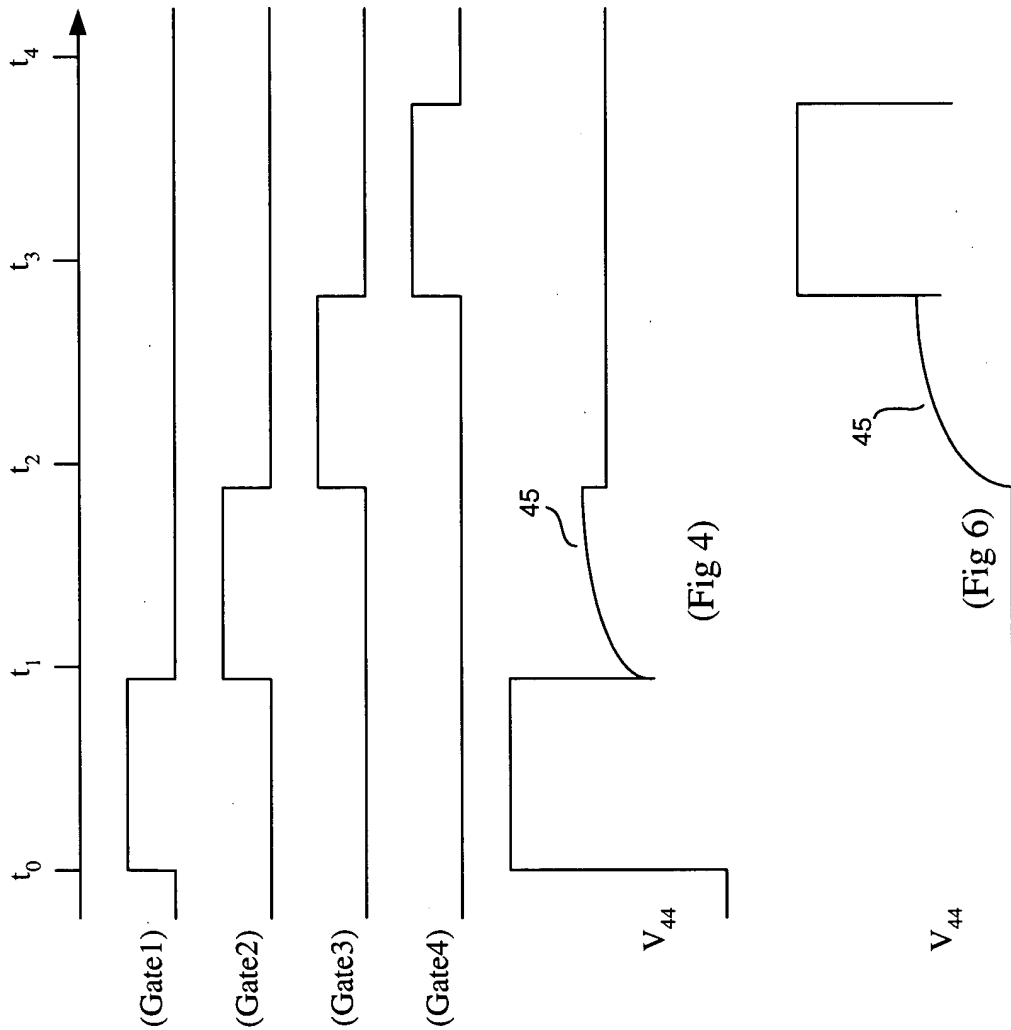 t₀ t₁ t₂ t₃ t₄
(Gate1)
(Gate2)
(Gate3)
(Gate4)
V₄₄
45
(Fig 4)
V₄₄
45
(Fig 6)